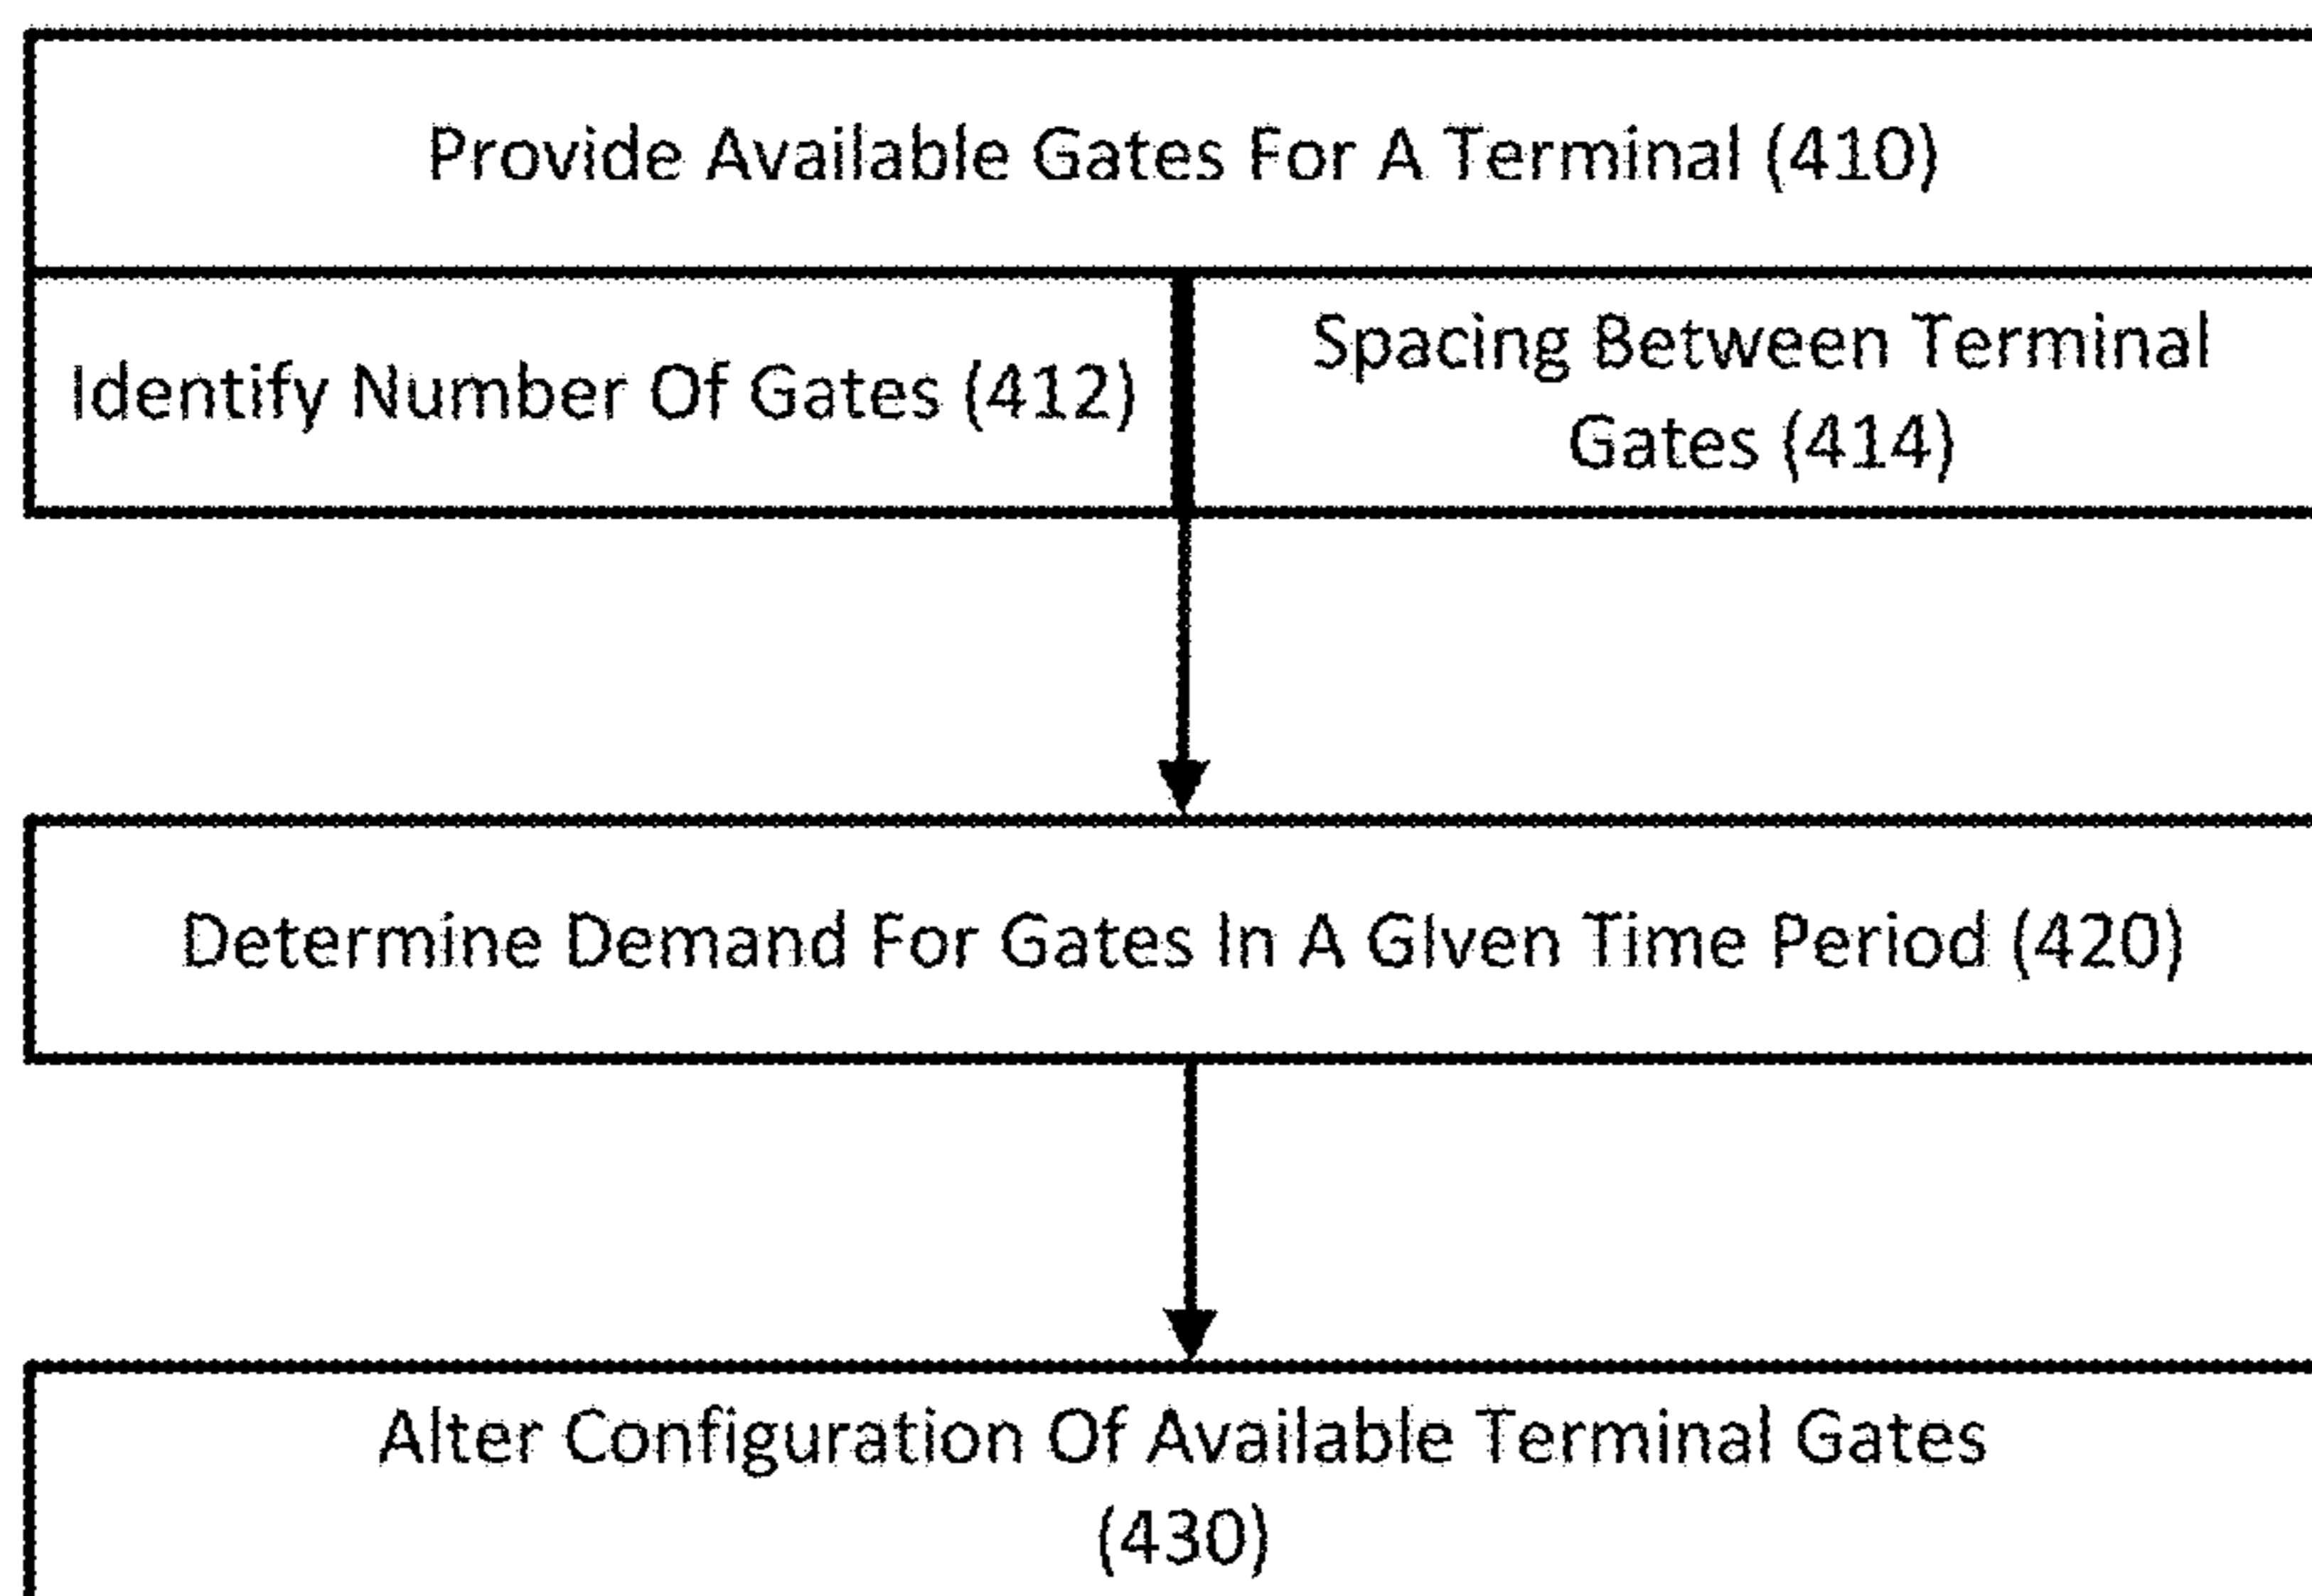 Provide Available Gates For A Terminal (410)
Identify Number Of Gates (412)
Spacing Between Terminal
Gates (414)
Determine Demand For Gates In A GIven Time Period (420)
Alter Configuration Of Available Terminal Gates
(430)